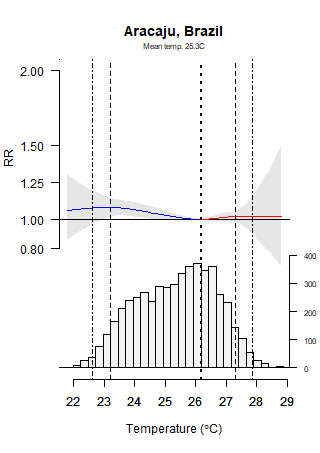 Aracaju, Brazil
Mean temp. 25.3C
RR
2.00
1.50
1.25
1.00
0.80
400
300
200
100
0
22 23 24 25 26 27 28 29
Temperature (°C)